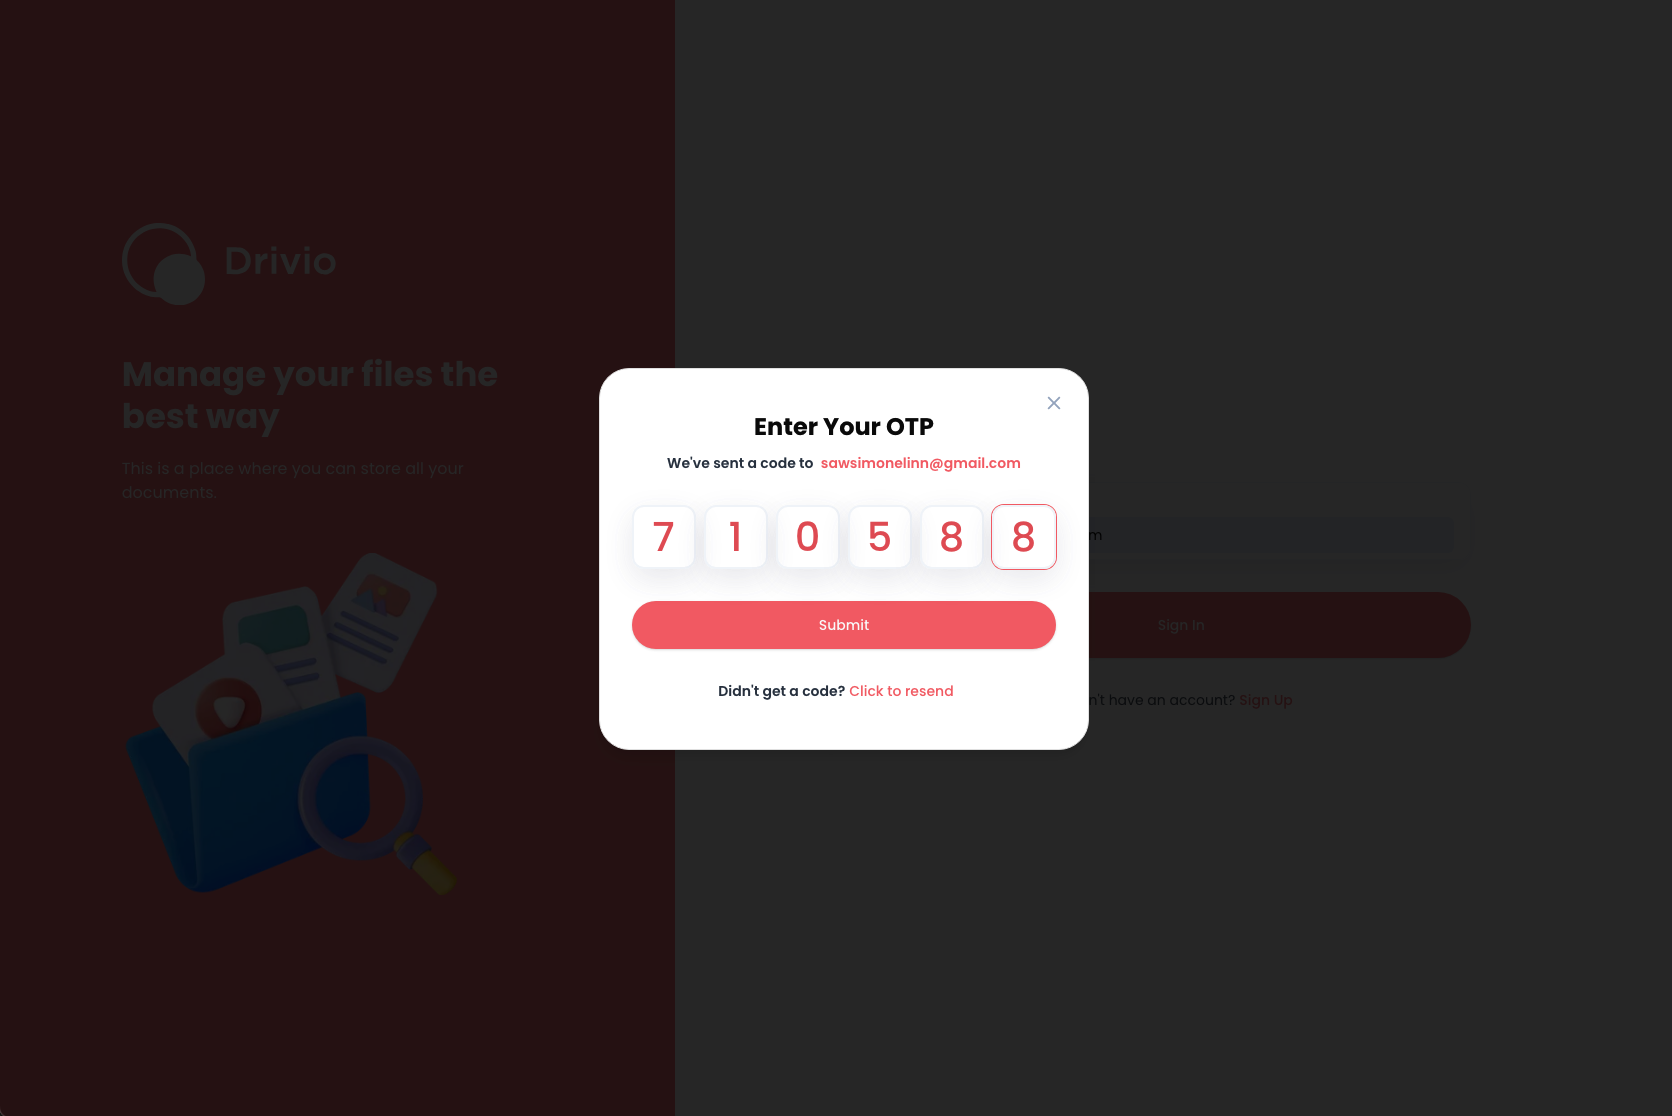 Drivio
Manage your files the
best way
This is a place where you can store all your
documents.
Enter Your OTP
We've sent a code to sawsimonelinn@gmail.com
7 1 0 5 8 8
Submit
Didn't get a code? Click to resend
m
Sign In
n't have an account? Sign Up